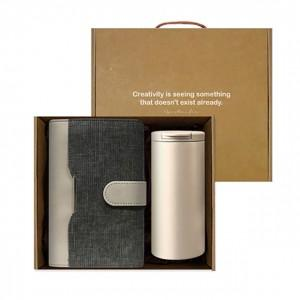 Creativity is seeing something
that doesn't exist already.